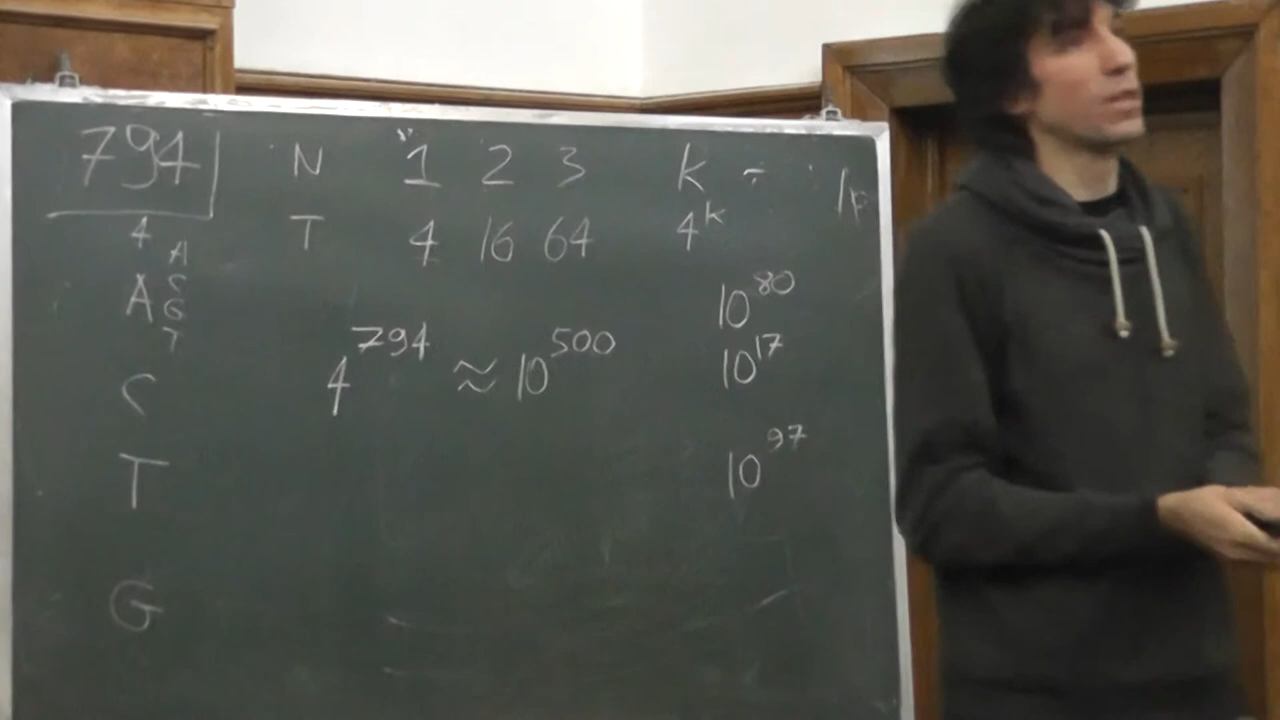 794 N 1 2 3 k
4 T 4 16 64 4^k
A
A C
G
T
10^80
4^794 ≈ 10^500 10^17
C
T 10^97
G